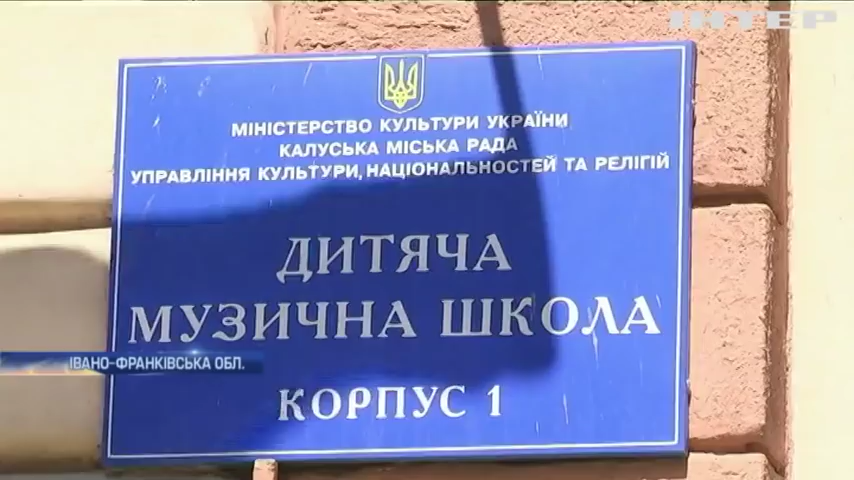 ІНТЕР
МІНІСТЕРСТВО КУЛЬТУРИ УКРАЇНИ
КАЛУСЬКА МІСЬКА РАДА
УПРАВЛІННЯ КУЛЬТУРИ, НАЦІОНАЛЬНОСТЕЙ ТА РЕЛІГІЙ
ДИТЯЧА
МУЗИЧНА ШКОЛА
ІВАНО-ФРАНКІВСЬКА ОБЛ.
КОРПУС 1